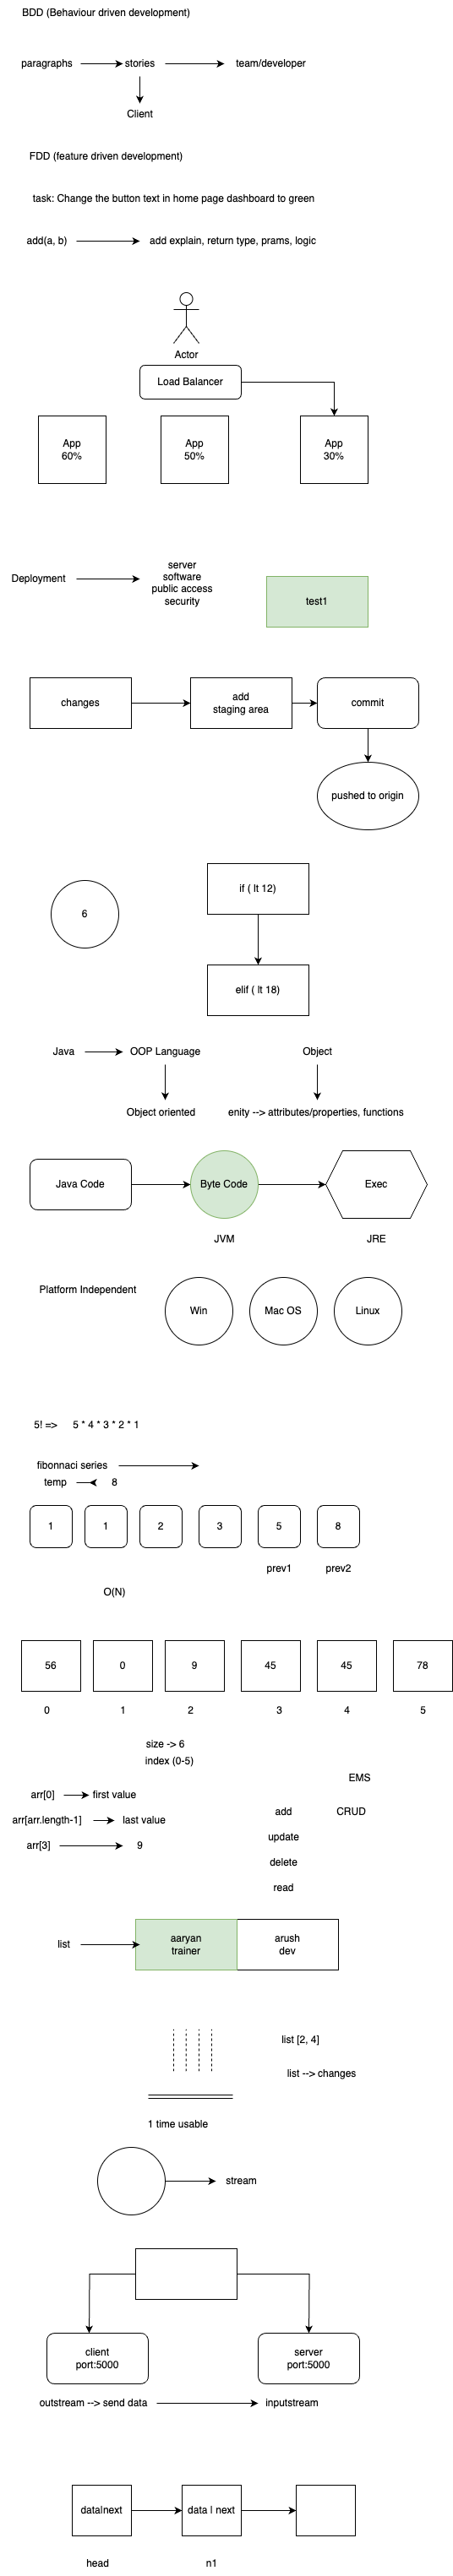 BDD (Behaviour driven development)
paragraphs
stories
team/developer
Client
FDD (feature driven development)
task: Change the button text in home page dashboard to green
add(a, b)
add explain, return type, prams, logic
Actor
Load Balancer
App
60%
App
50%
App
30%
Deployment
server
software
public access
security
test1
changes
add
staging area
commit
pushed to origin
6
if ( lt 12)
elif ( lt 18)
Java
OOP Language
Object
Object oriented
enity --> attributes/properties, functions
Java Code
Byte Code
Exec
JVM
JRE
Platform Independent
Win
Mac OS
Linux
5! => 5 * 4 * 3 * 2 * 1
fibonnaci series
temp
8
1
1
2
3
5
8
prev1
prev2
O(N)
56
0
9
45
45
78
0
1
2
3
4
5
size -> 6
index (0-5)
EMS
arr[0]
first value
add
CRUD
arr[arr.length-1]
last value
update
arr[3]
9
delete
read
list
aaryan
trainer
arush
dev
list [2, 4]
list --> changes
1 time usable
stream
client
port:5000
server
port:5000
outstream --> send data
inputstream
data|next
data | next
head
n1